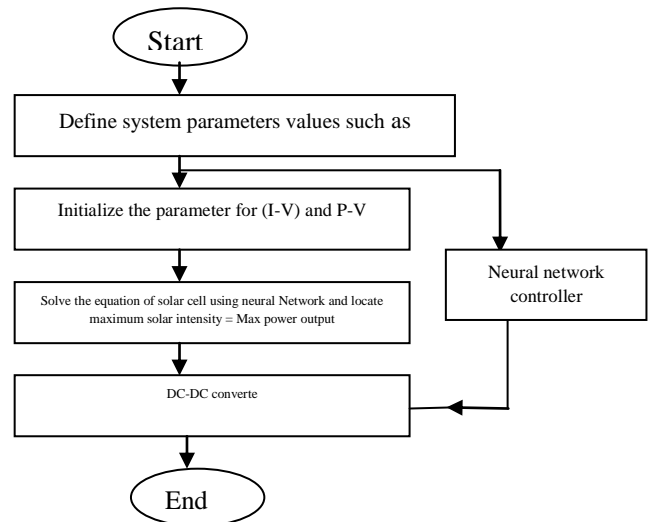 Start
Define system parameters values such as
Initialize the parameter for (I-V) and P-V
Neural network
controller
Solve the equation of solar cell using neural Network and locate
maximum solar intensity = Max power output
DC-DC converte
End